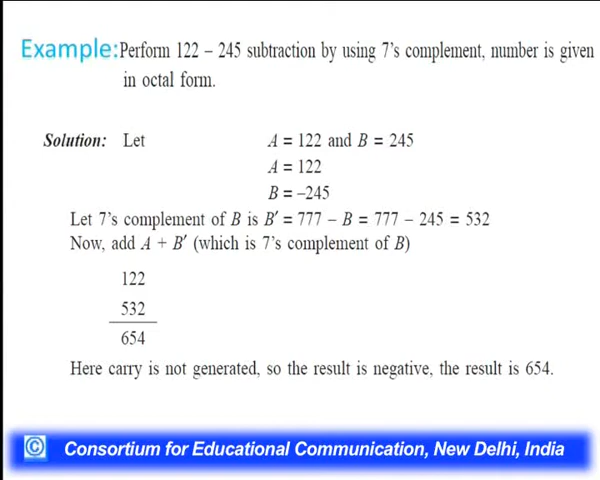 Example: Perform 122 – 245 subtraction by using 7's complement, number is given
in octal form.
Solution: Let A = 122 and B = 245
A = 122
B = –245
Let 7's complement of B is B′ = 777 – B = 777 – 245 = 532
Now, add A + B′ (which is 7's complement of B)
122
532
654
Here carry is not generated, so the result is negative, the result is 654.
© Consortium for Educational Communication, New Delhi, India